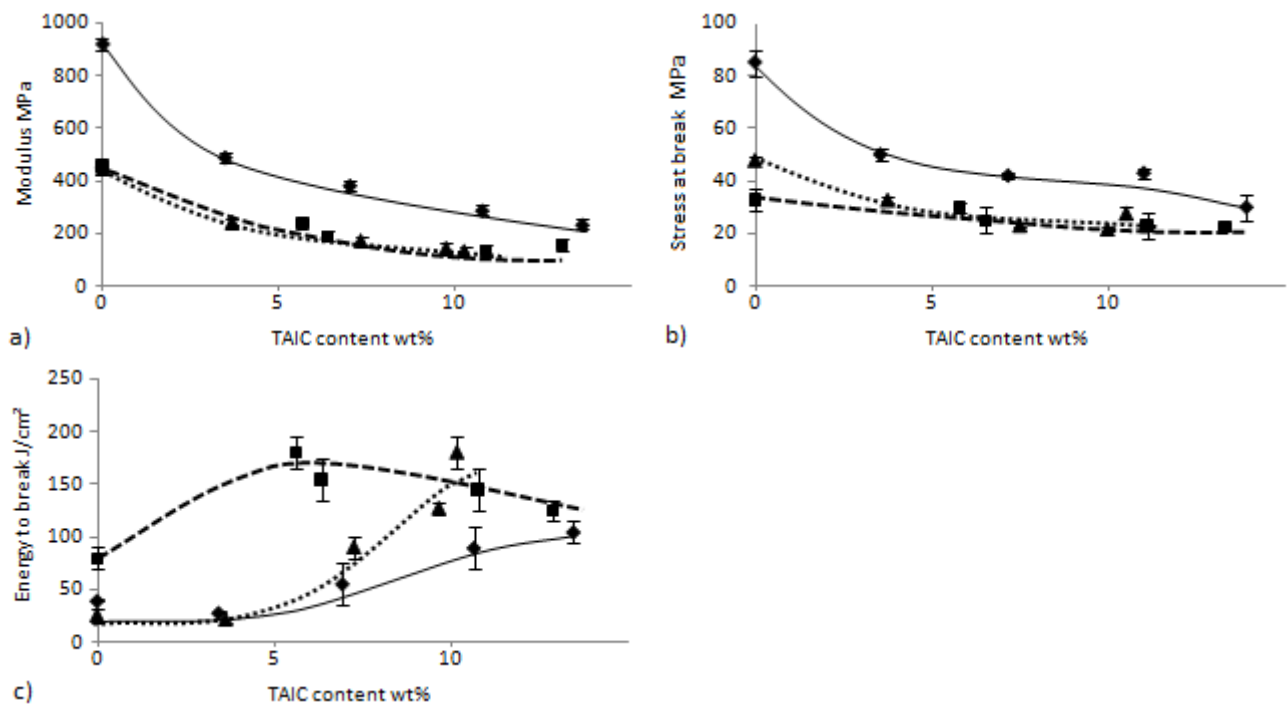 Modulus MPa
1000
800
600
400
200
0
0 5 10
TAIC content wt%
a)
Stress at break MPa
100
80
60
40
20
0
0 5 10
TAIC content wt%
b)
Energy to break J/cm²
250
200
150
100
50
0
0 5 10
TAIC content wt%
c)